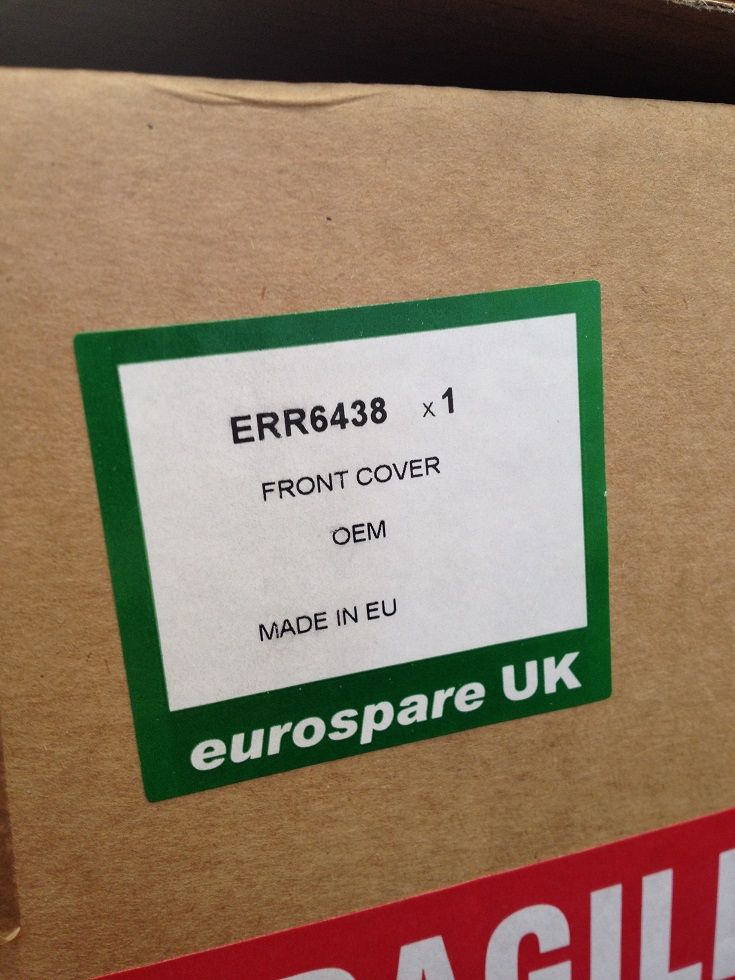 ERR6438 x 1
FRONT COVER
OEM
MADE IN EU
eurospare UK